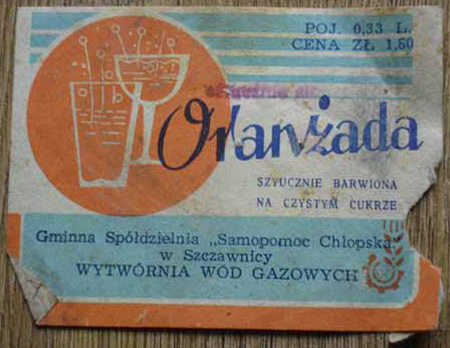 POJ. 0,33 L.
CENA ZŁ 1,60
Oranżada
SZTUCZNIE BARWIONA
NA CZYSTYM CUKRZE
Gminna Spółdzielnia „Samopomoc Chłopska"
w Szczawnicy
WYTWÓRNIA WÓD GAZOWYCH